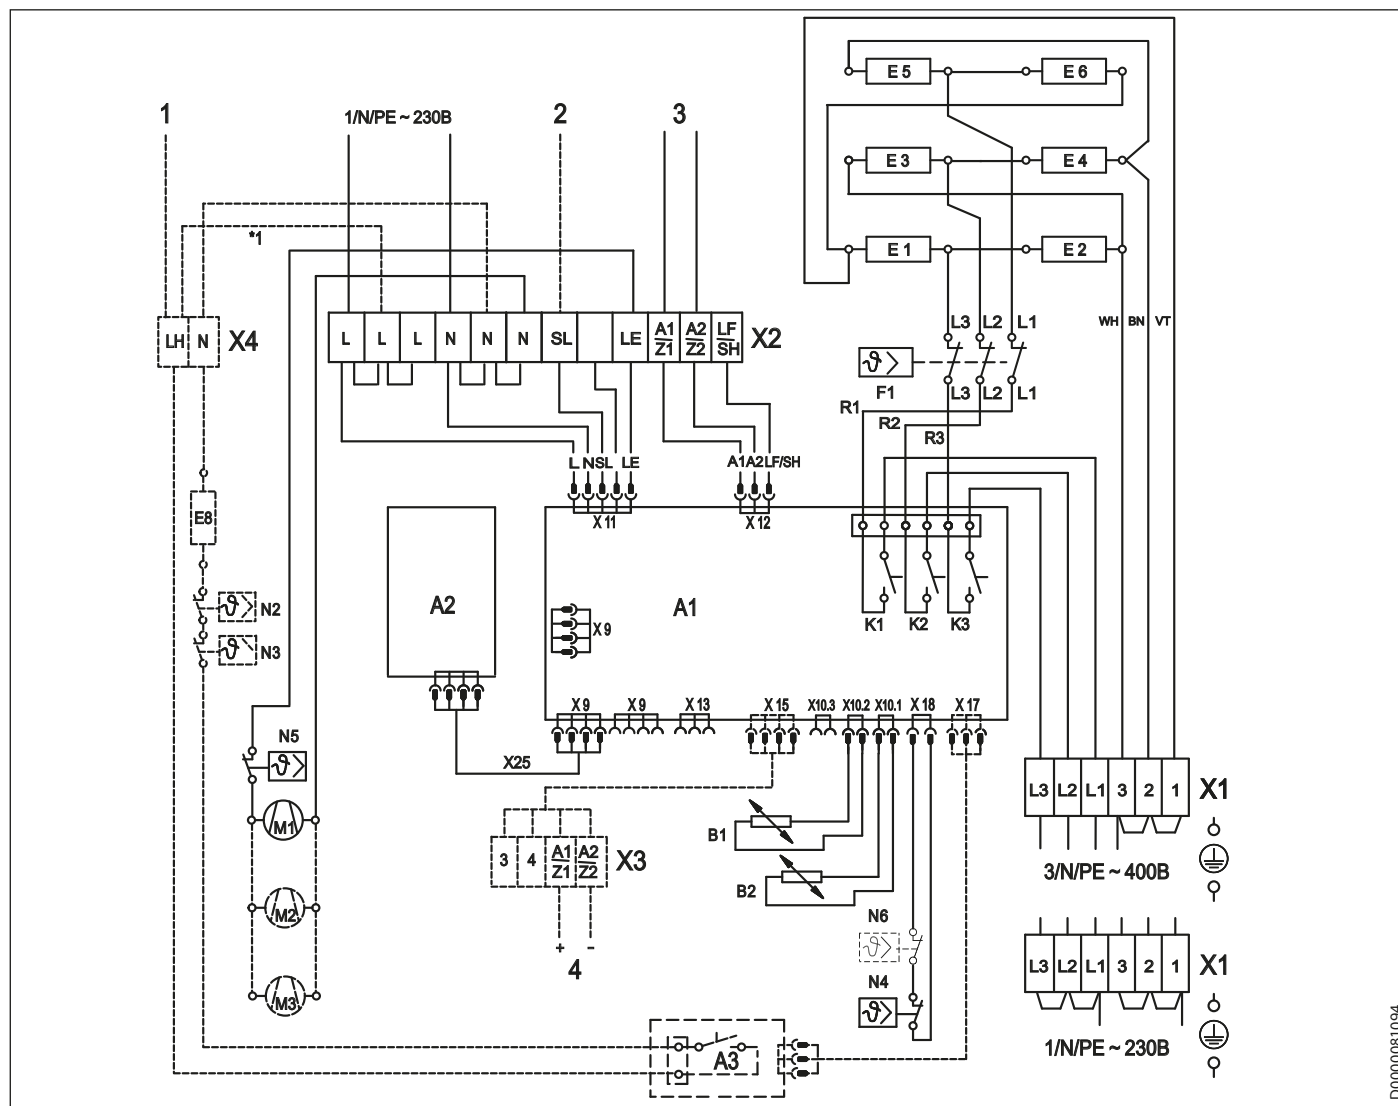 E 5
E 6
1
1/N/PE ~ 230В
2
3
E 3
E 4
*1
E 1
E 2
LH
N
X4
L
L
L
N
N
N
SL
LE
A1
Z1
A2
Z2
LF
SH
X2
L3
L2
L1
WH
BN
VT
F1
L3
L2
L1
R1
R2
R3
L
N
SL
LE
A1
A2
LF/SH
X 11
X 12
E8
A2
A1
X 9
K1
K2
K3
ϑ
N2
ϑ
N3
X 9
X 9
X 13
X 15
X10.3
X10.2
X10.1
X 18
X 17
N5
ϑ
X25
L3
L2
L1
3
2
1
X1
M1
B1
3
4
A1
Z1
A2
Z2
X3
3/N/PE ~ 400В
B2
M2
N6
ϑ
+
-
4
L3
L2
L1
3
2
1
X1
N4
ϑ
M3
A3
1/N/PE ~ 230В
D0000081094
ϑ